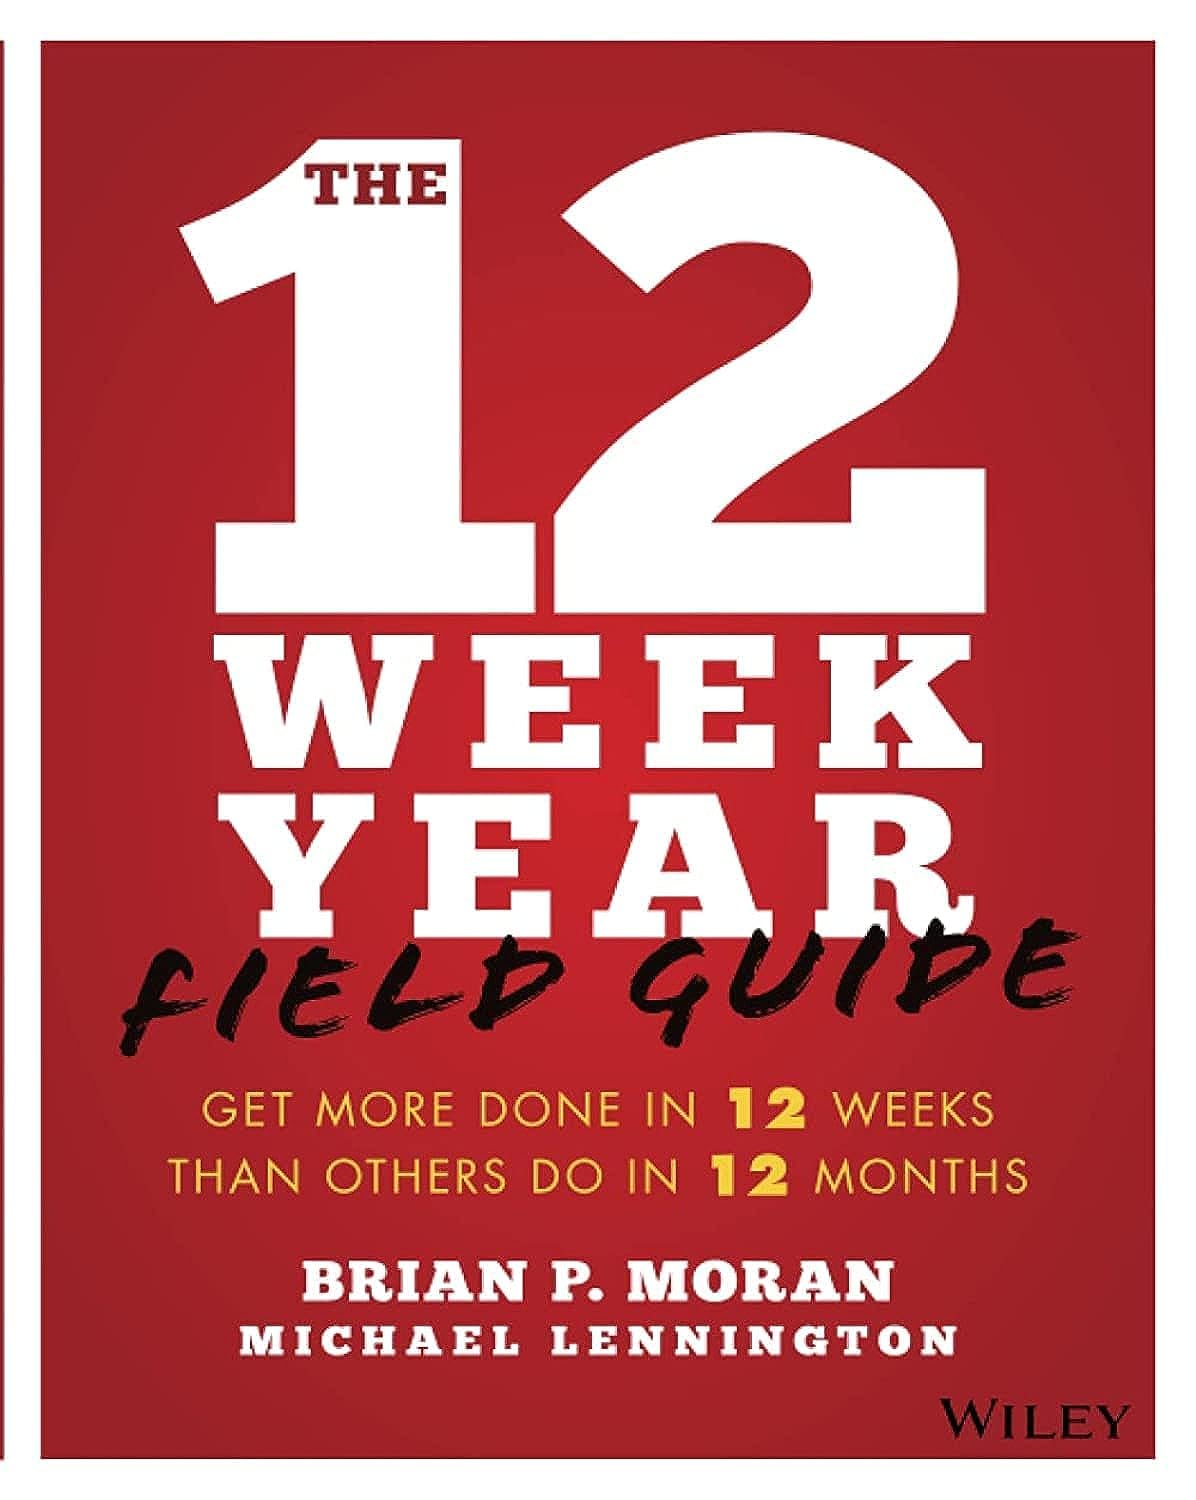 THE
12
WEEK
YEAR
FIELD GUIDE
GET MORE DONE IN 12 WEEKS
THAN OTHERS DO IN 12 MONTHS
BRIAN P. MORAN
MICHAEL LENNINGTON
WILEY